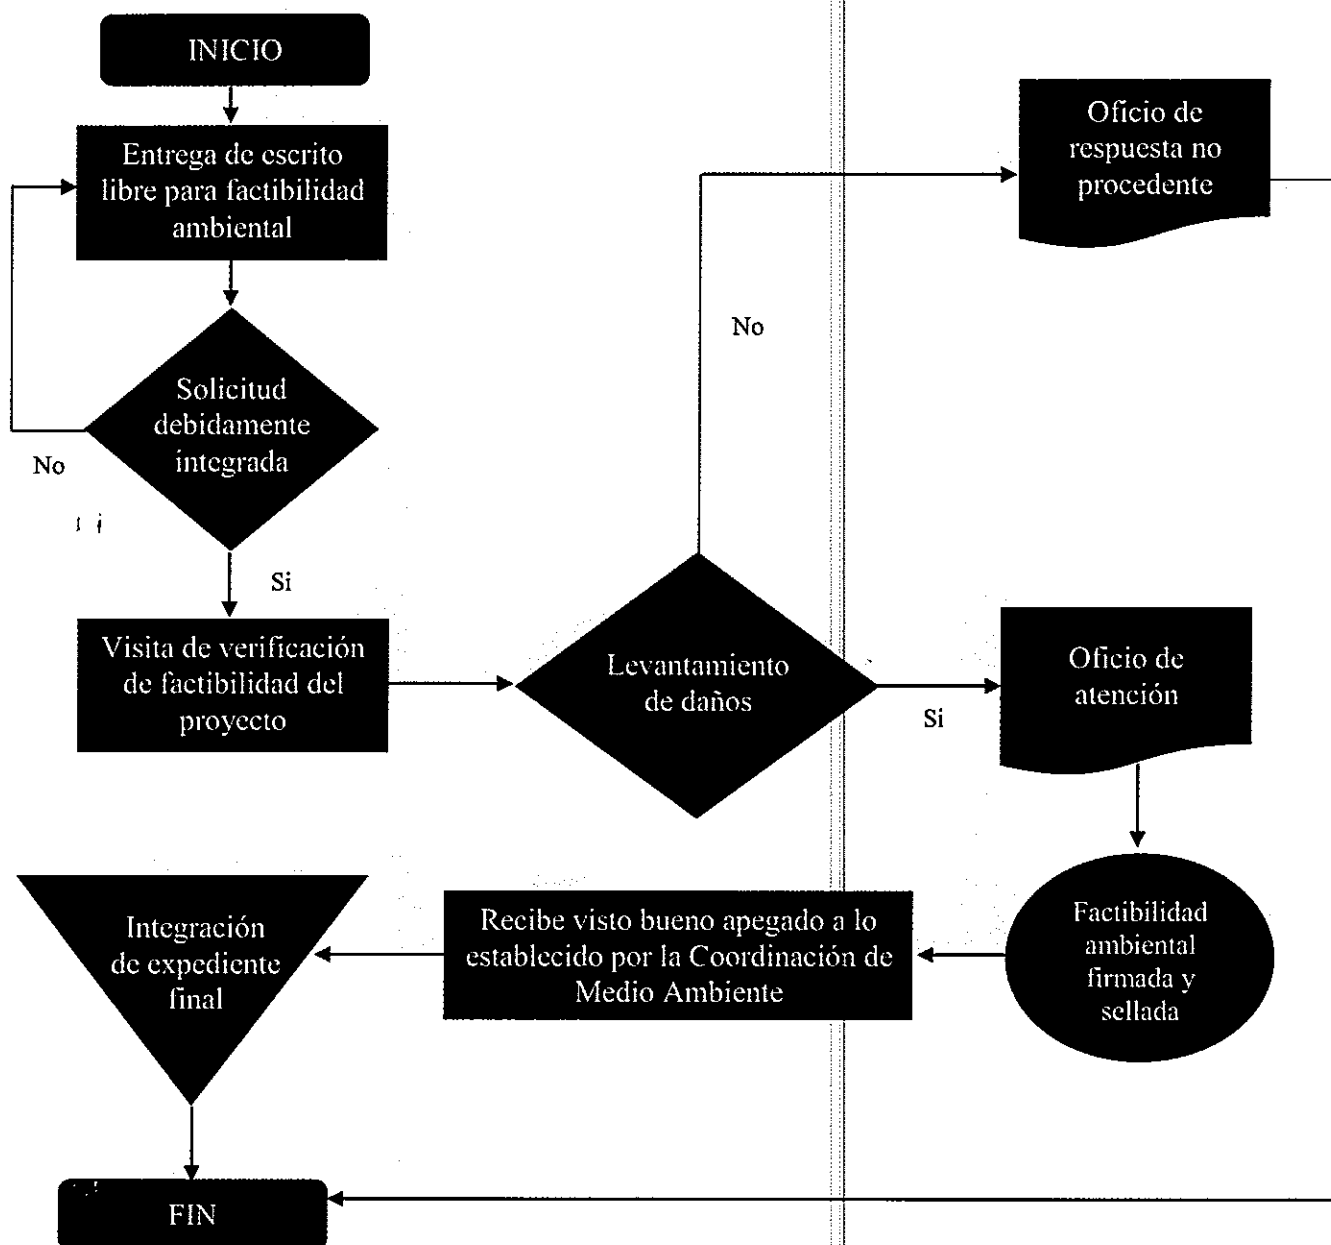 INICIO
Entrega de escrito
libre para factibilidad
ambiental
Solicitud
debidamente
integrada
No
Si
Visita de verificación
de factibilidad del
proyecto
Levantamiento
de daños
No
Oficio de
respuesta no
procedente
Si
Oficio de
atención
Factibilidad
ambiental
firmada y
sellada
Recibe visto bueno apegado a lo
establecido por la Coordinación de
Medio Ambiente
Integración
de expediente
final
FIN